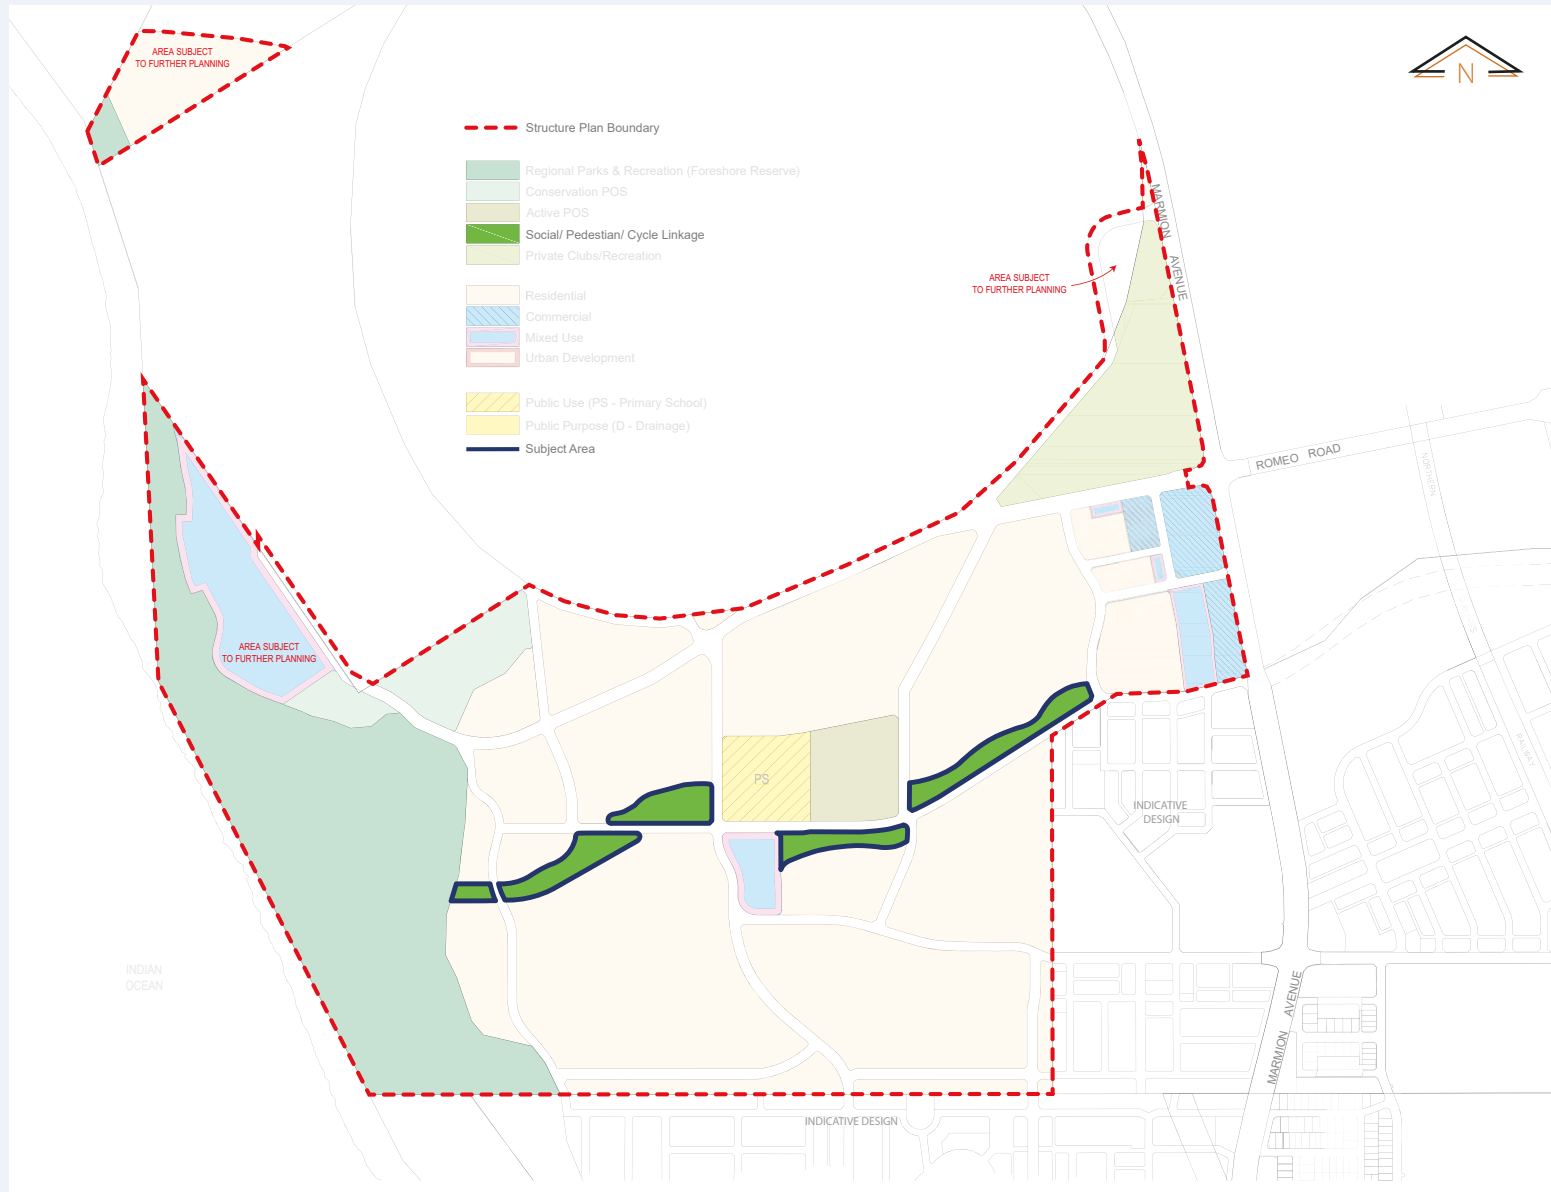 AREA SUBJECT
TO FURTHER PLANNING
N
Structure Plan Boundary
Regional Parks & Recreation (Foreshore Reserve)
Conservation POS
Active POS
Social/ Pedestian/ Cycle Linkage
Private Clubs/Recreation
Residential
Commercial
Mixed Use
Urban Development
Public Use (PS - Primary School)
Public Purpose (D - Drainage)
Subject Area
MARMION AVENUE
AREA SUBJECT
TO FURTHER PLANNING
ROMEO ROAD
NORTHERN
AREA SUBJECT
TO FURTHER PLANNING
RAILWAY
PS
INDICATIVE
DESIGN
INDIAN
OCEAN
MARMION AVENUE
INDICATIVE DESIGN